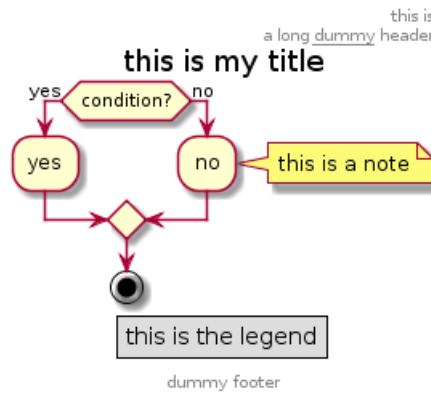 this is
a long dummy header
this is my title
yes
condition?
no
yes
no
this is a note
this is the legend
dummy footer